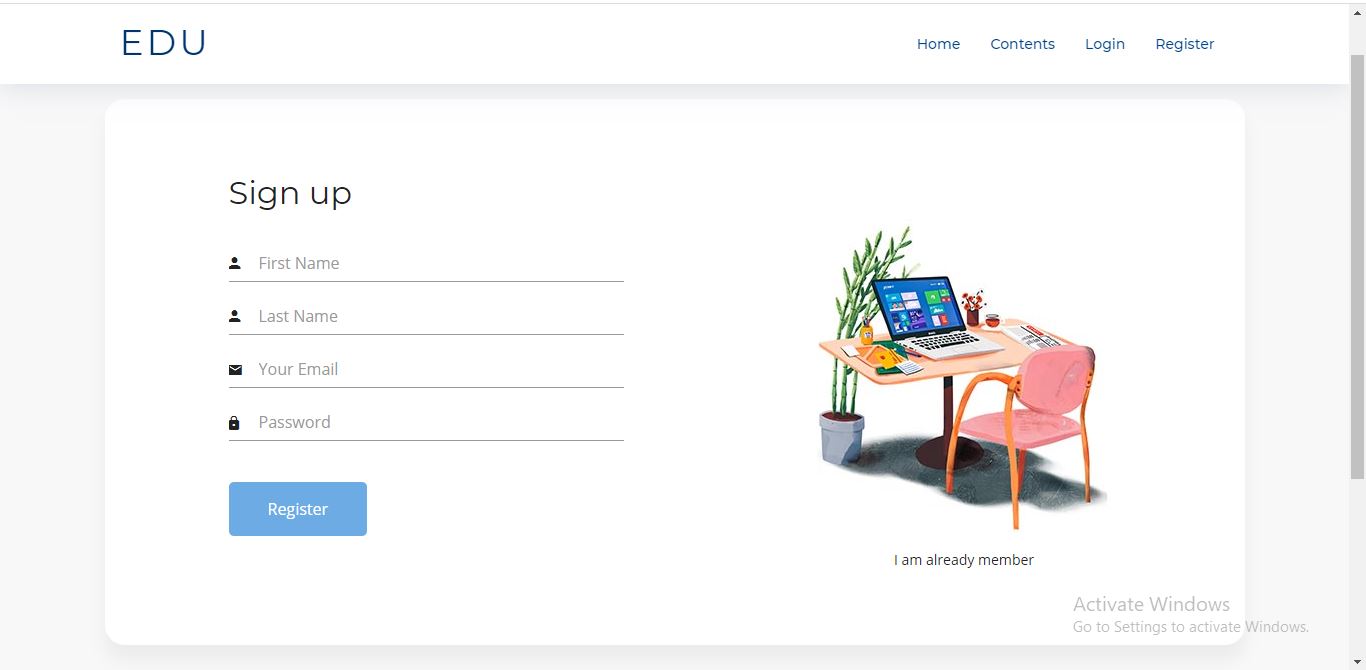 EDU
Home Contents Login Register
Sign up
First Name
Last Name
Your Email
Password
Register
I am already member
Activate Windows
Go to Settings to activate Windows.